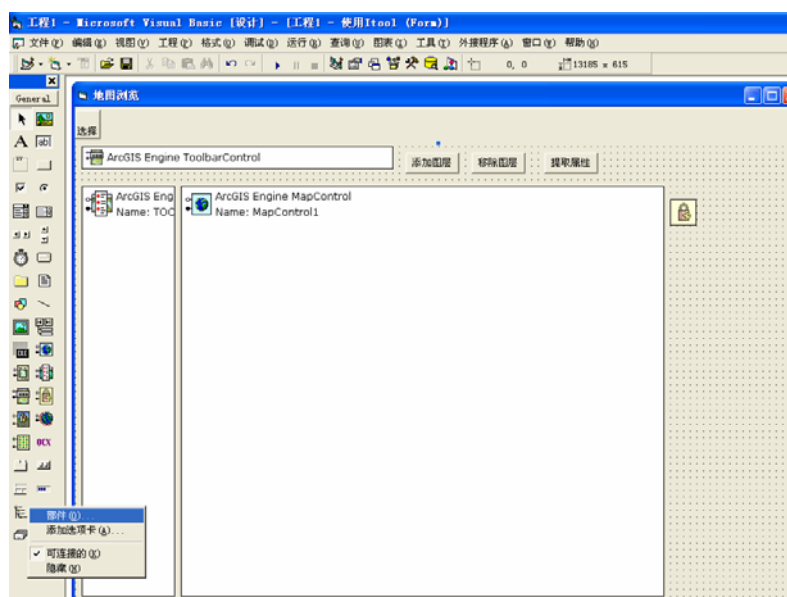 工程1 - Microsoft Visual Basic [设计] - [工程1 - 使用Itool (Form)]
文件(F) 编辑(E) 视图(V) 工程(P) 格式(O) 调试(D) 运行(R) 查询(U) 图表(I) 工具(T) 外接程序(A) 窗口(W) 帮助(H)
0, 0 13185 x 615
General
地图浏览
选择
ArcGIS Engine ToolbarControl
添加图层 移除图层 提取属性
ArcGIS Eng
Name: TOC
ArcGIS Engine MapControl
Name: MapControl1
OCX
部件(O)...
添加选项卡(A)...
可连接的(K)
隐藏(H)